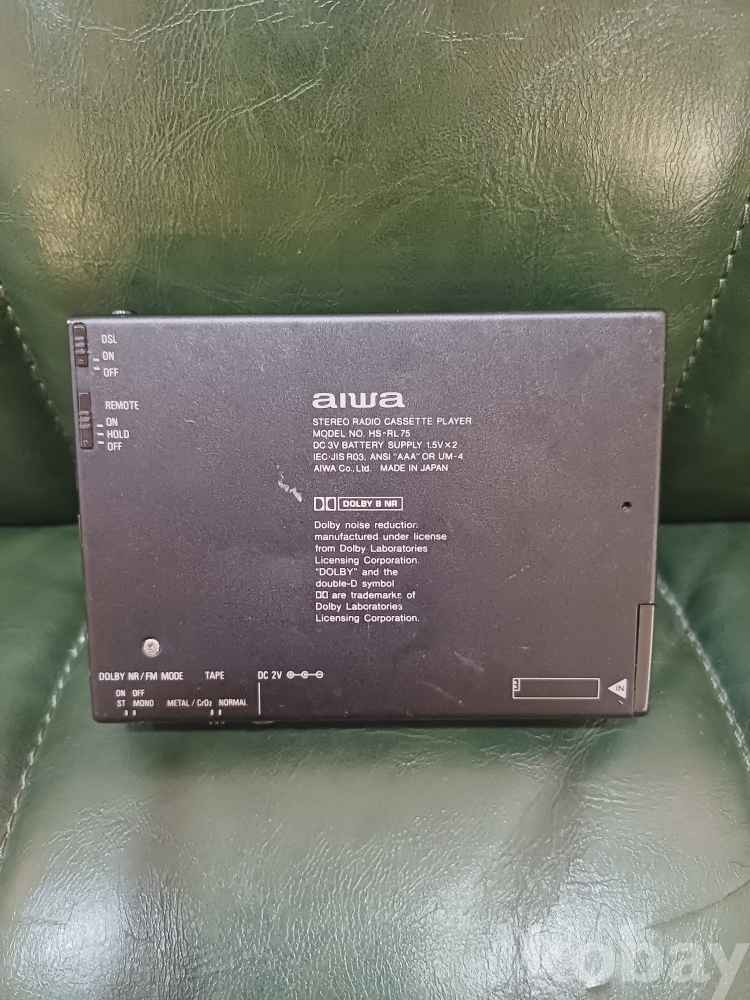 DSL
ON
OFF
REMOTE
ON
HOLD
OFF
aiwa
STEREO RADIO CASSETTE PLAYER
MODEL NO. HS-RL75
DC 3V BATTERY SUPPLY 1.5V×2
IEC·JIS R03, ANSI "AAA" OR UM-4
AIWA Co., Ltd. MADE IN JAPAN
DOLBY B NR
Dolby noise reduction
manufactured under license
from Dolby Laboratories
Licensing Corporation.
"DOLBY" and the
double-D symbol
are trademarks of
Dolby Laboratories
Licensing Corporation.
DOLBY NR/FM MODE TAPE DC 2V
ON OFF
ST MONO METAL/CrO₂ NORMAL
IN
kobay